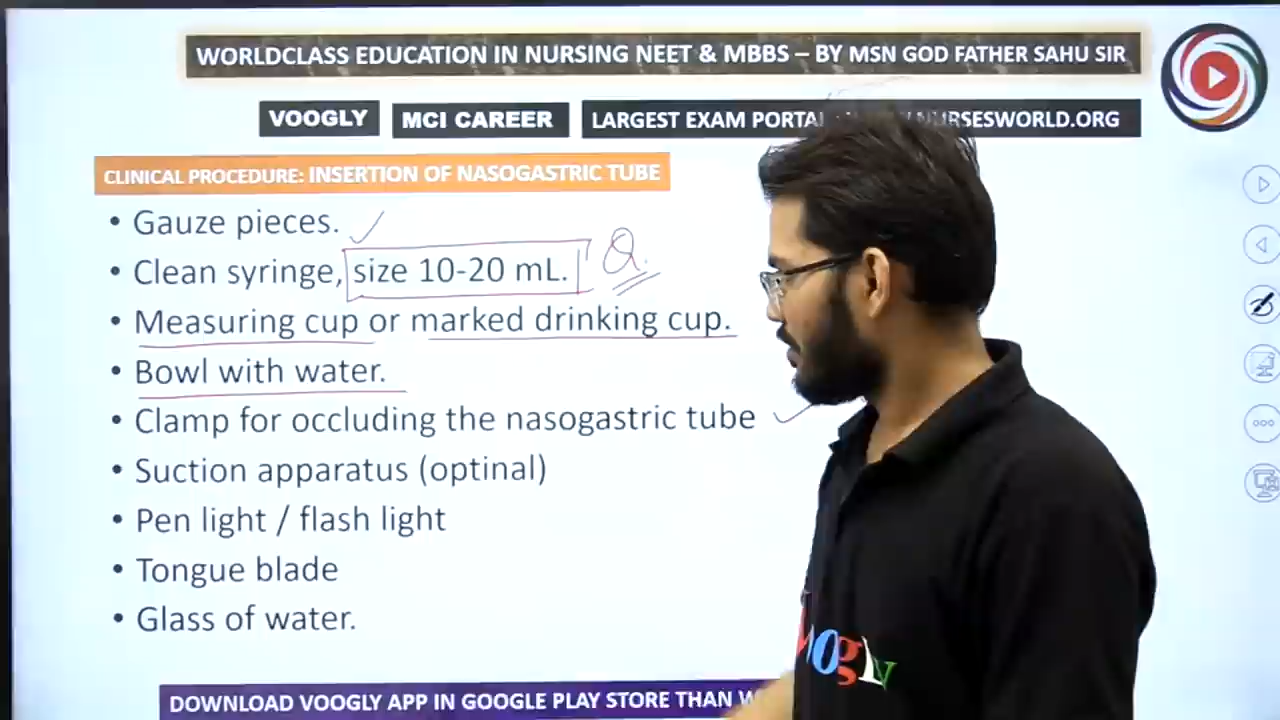 WORLDCLASS EDUCATION IN NURSING NEET & MBBS – BY MSN GOD FATHER SAHU SIR
VOOGLY MCI CAREER LARGEST EXAM PORTAL NURSESWORLD.ORG
CLINICAL PROCEDURE: INSERTION OF NASOGASTRIC TUBE
• Gauze pieces.
• Clean syringe, size 10-20 mL. Q.
• Measuring cup or marked drinking cup.
• Bowl with water.
• Clamp for occluding the nasogastric tube
• Suction apparatus (optinal)
• Pen light / flash light
• Tongue blade
• Glass of water.
oogly
DOWNLOAD VOOGLY APP IN GOOGLE PLAY STORE THAN